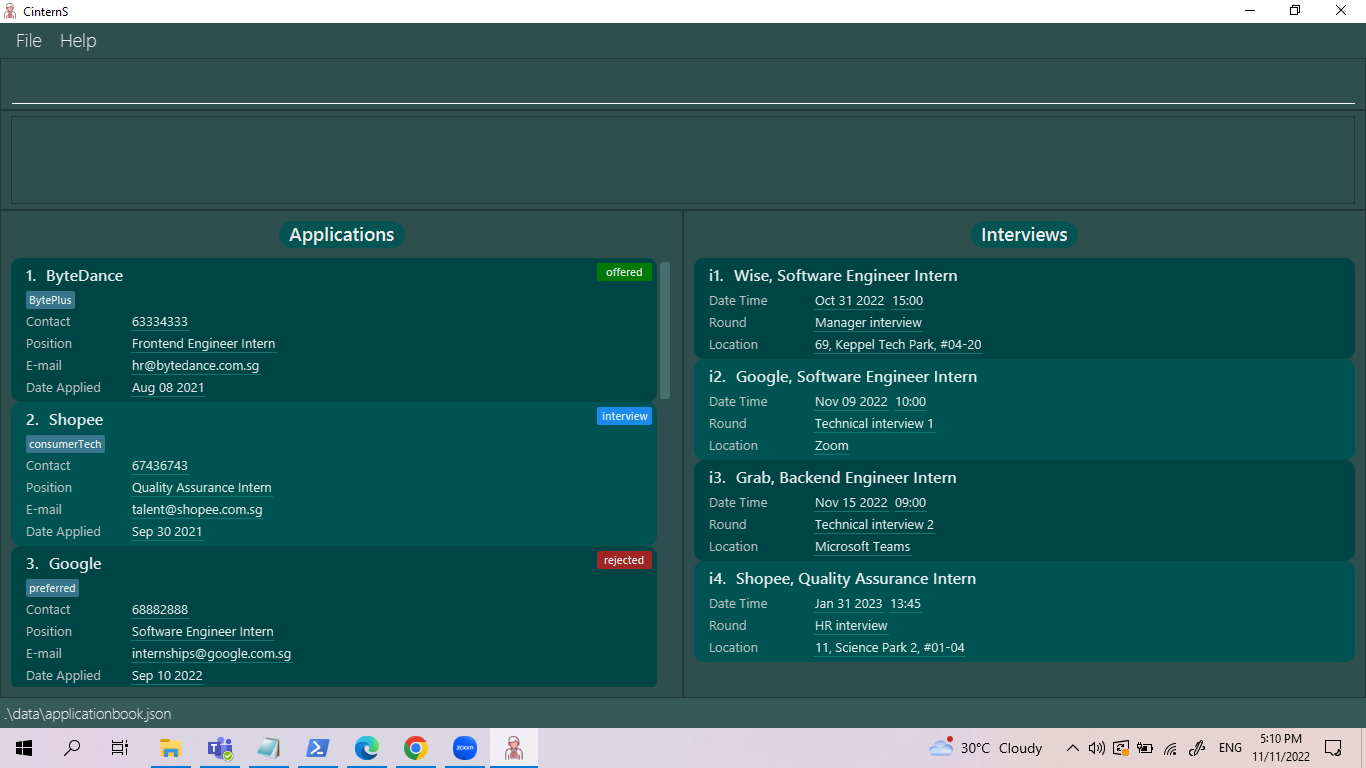 CinternS
File Help
Applications
1. ByteDance
offered
BytePlus
Contact 63334333
Position Frontend Engineer Intern
E-mail hr@bytedance.com.sg
Date Applied Aug 08 2021
2. Shopee
interview
consumerTech
Contact 67436743
Position Quality Assurance Intern
E-mail talent@shopee.com.sg
Date Applied Sep 30 2021
3. Google
rejected
preferred
Contact 68882888
Position Software Engineer Intern
E-mail internships@google.com.sg
Date Applied Sep 10 2022
Interviews
i1. Wise, Software Engineer Intern
Date Time Oct 31 2022 15:00
Round Manager interview
Location 69, Keppel Tech Park, #04-20
i2. Google, Software Engineer Intern
Date Time Nov 09 2022 10:00
Round Technical interview 1
Location Zoom
i3. Grab, Backend Engineer Intern
Date Time Nov 15 2022 09:00
Round Technical interview 2
Location Microsoft Teams
i4. Shopee, Quality Assurance Intern
Date Time Jan 31 2023 13:45
Round HR interview
Location 11, Science Park 2, #01-04
.\data\applicationbook.json
zoom
30°C Cloudy
ENG
5:10 PM
11/11/2022